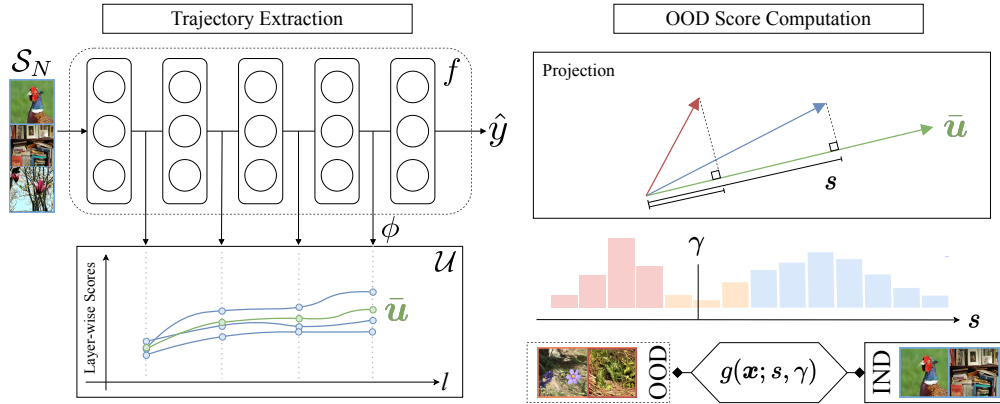 Trajectory Extraction
OOD Score Computation
𝒮_N
f
ŷ
ϕ
𝒰
Layer-wise Scores
ū
l
Projection
ū
s
γ
s
OOD
g(x; s, γ)
IND